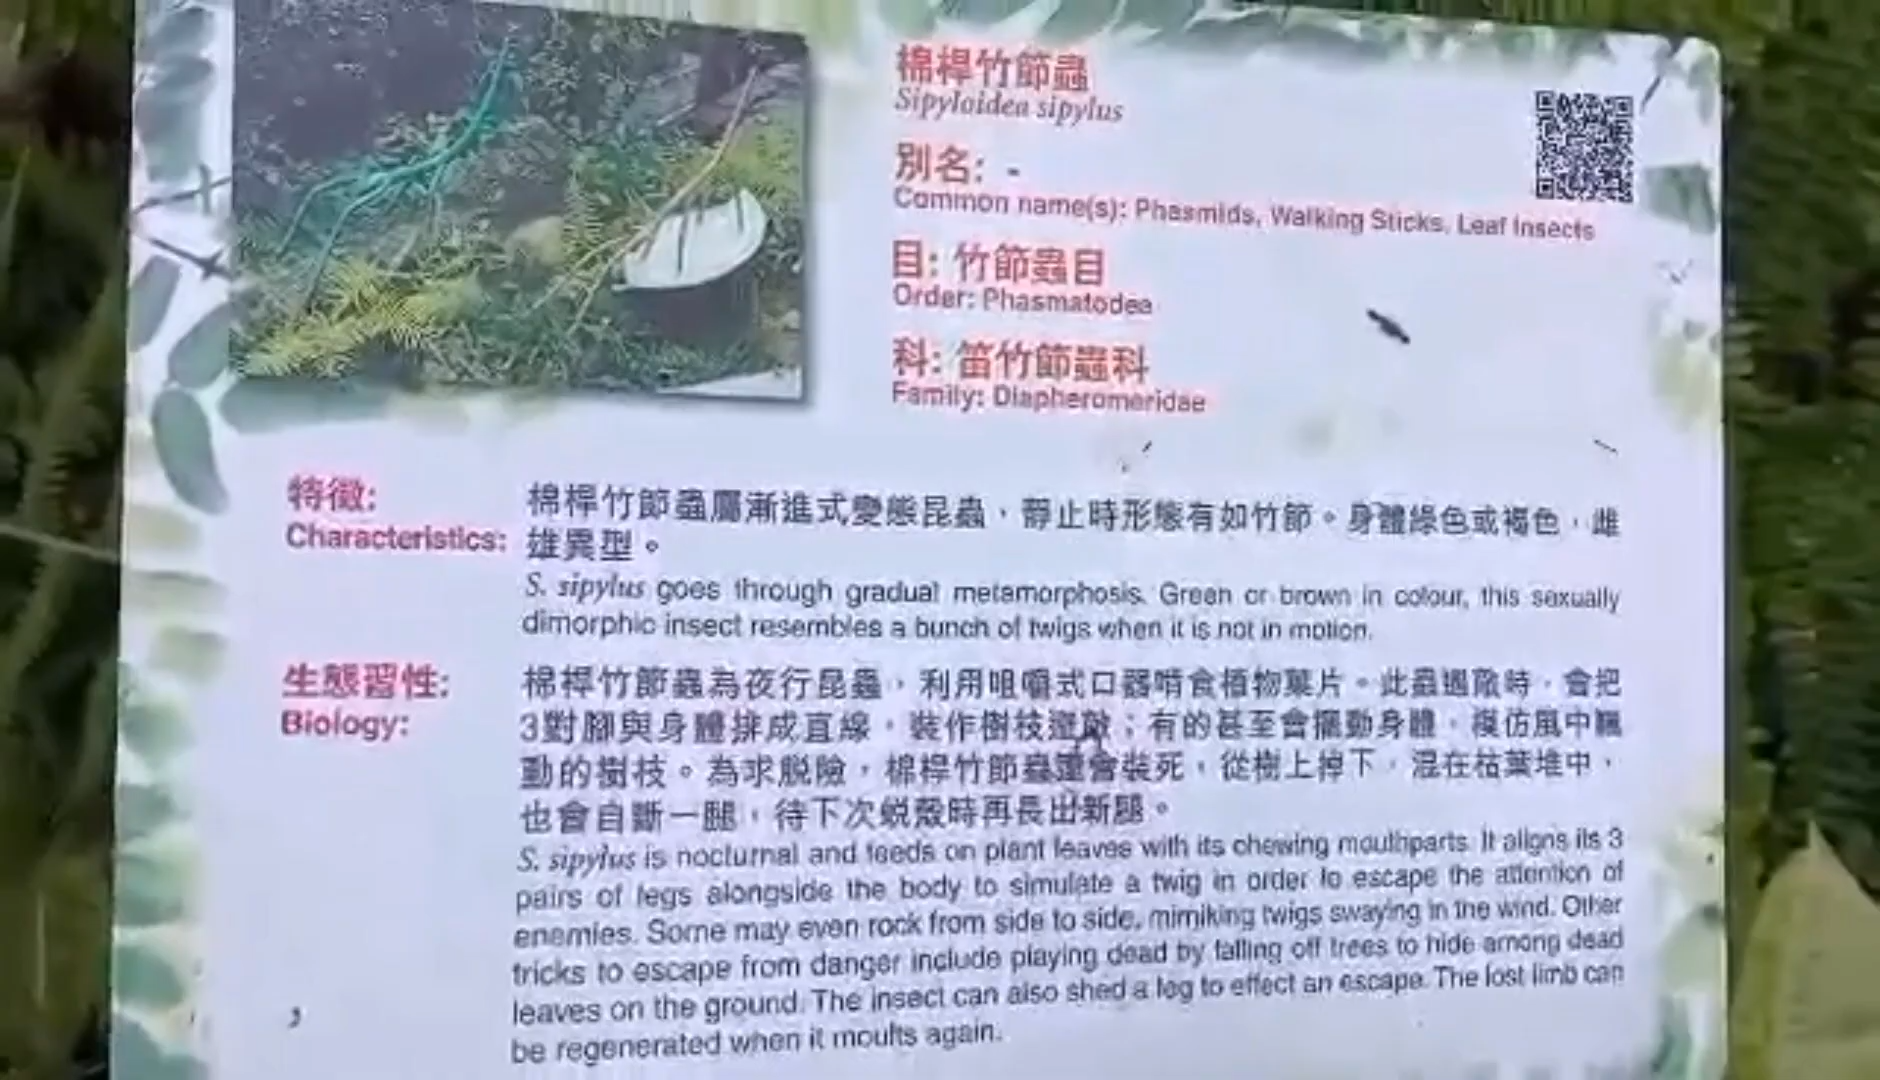 棉桿竹節蟲
Sipyloidea sipylus
別名: -
Common name(s): Phasmids, Walking Sticks, Leaf Insects
目: 竹節蟲目
Order: Phasmatodea
科: 笛竹節蟲科
Family: Diapheromeridae
特徵:
Characteristics:
棉桿竹節蟲屬漸進式變態昆蟲，靜止時形態有如竹節。身體綠色或褐色，雌
雄異型。
S. sipylus goes through gradual metamorphosis. Green or brown in colour, this sexually
dimorphic insect resembles a bunch of twigs when it is not in motion.
生態習性:
Biology:
棉桿竹節蟲為夜行昆蟲，利用咀嚼式口器啃食植物葉片。此蟲遇敵時，會把
3對腳與身體排成直線，裝作樹枝避敵；有的甚至會擺動身體，模仿風中飄
動的樹枝。為求脫險，棉桿竹節蟲還會裝死，從樹上掉下，混在枯葉堆中，
也會自斷一腿，待下次蛻殼時再長出新腿。
S. sipylus is nocturnal and feeds on plant leaves with its chewing mouthparts. It aligns its 3
pairs of legs alongside the body to simulate a twig in order to escape the attention of
enemies. Some may even rock from side to side, mimiking twigs swaying in the wind. Other
tricks to escape from danger include playing dead by falling off trees to hide among dead
leaves on the ground. The insect can also shed a leg to effect an escape. The lost limb can
be regenerated when it moults again.